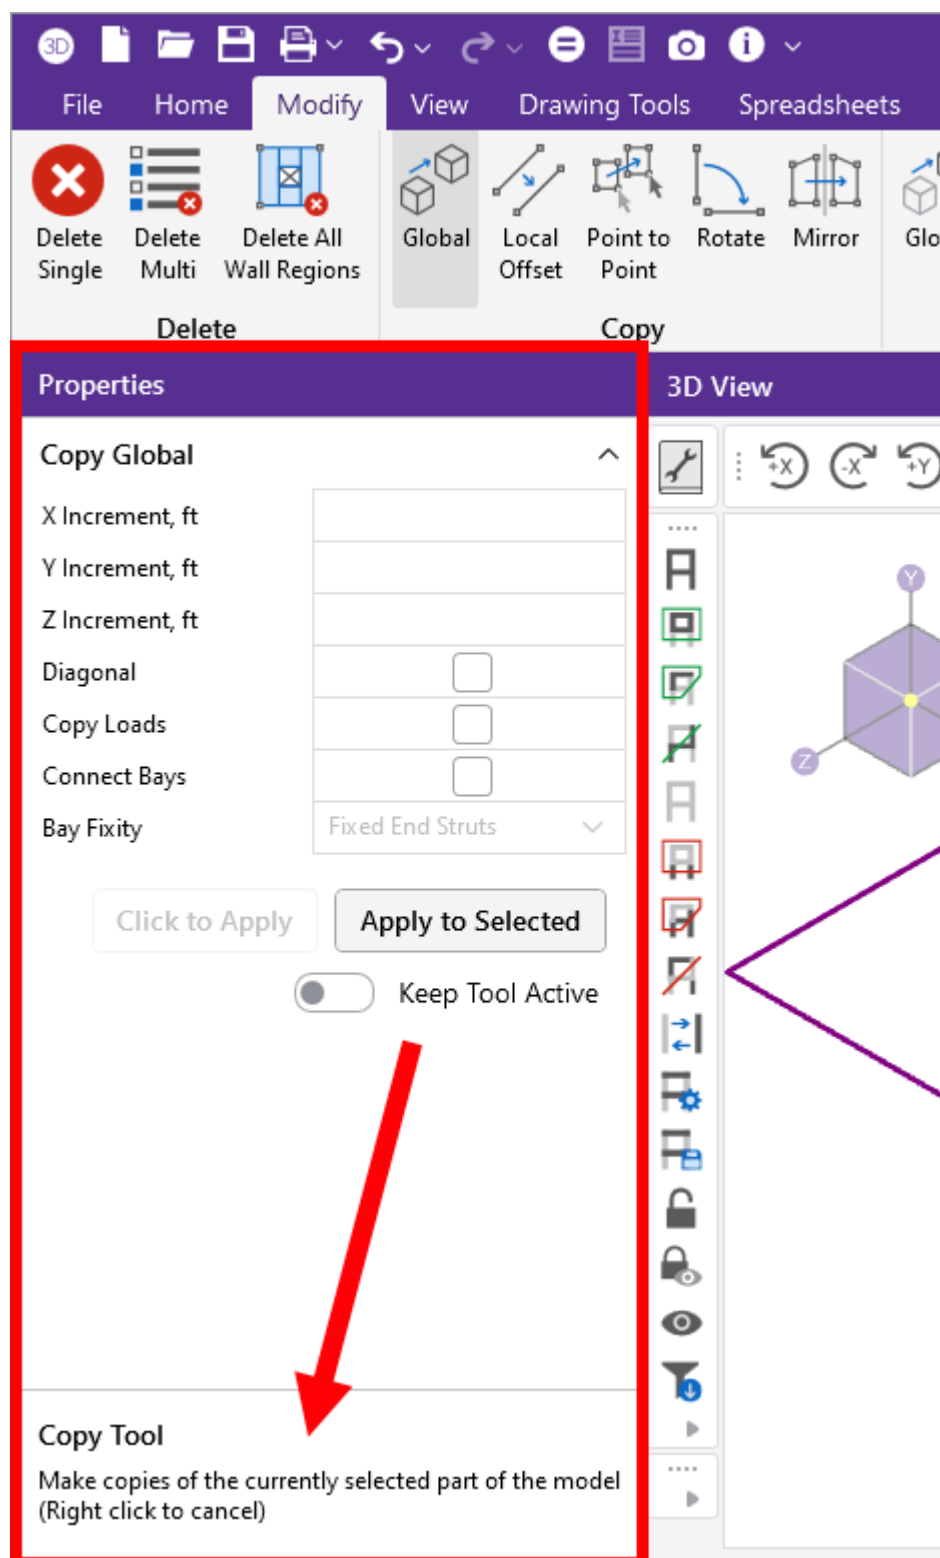 3D
File Home Modify View Drawing Tools Spreadsheets
Delete Single
Delete Multi
Delete All Wall Regions
Global
Local Offset
Point to Point
Rotate
Mirror
Glo
Delete
Copy
Properties
3D View
Copy Global
+X -X +Y
X Increment, ft
Y Increment, ft
Z Increment, ft
Diagonal
Copy Loads
Connect Bays
Bay Fixity Fixed End Struts
Click to Apply Apply to Selected
Keep Tool Active
Y
Z
Copy Tool
Make copies of the currently selected part of the model
(Right click to cancel)